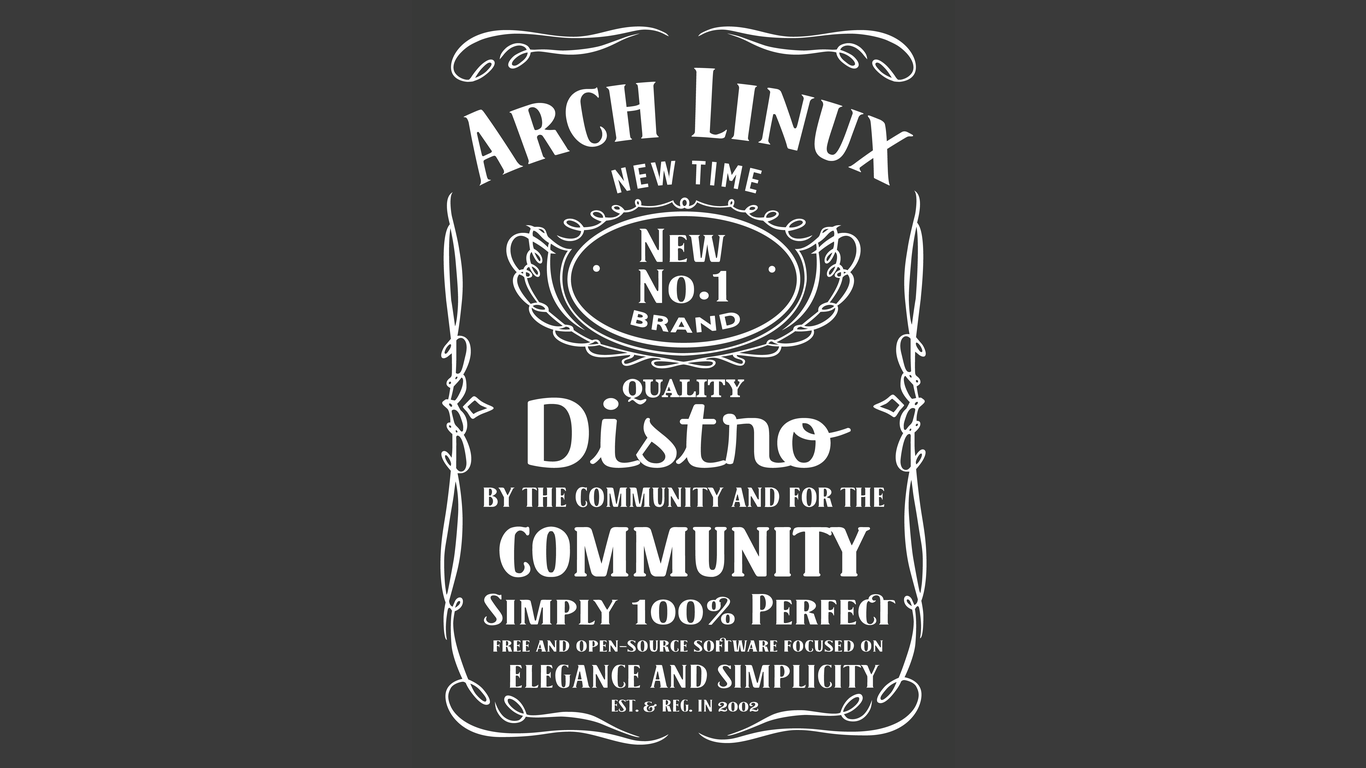 ARCH LINUX
NEW TIME
NEW
No.1
BRAND
QUALITY
Distro
BY THE COMMUNITY AND FOR THE
COMMUNITY
SIMPLY 100% PERFECT
FREE AND OPEN-SOURCE SOFTWARE FOCUSED ON
ELEGANCE AND SIMPLICITY
EST. & REG. IN 2002